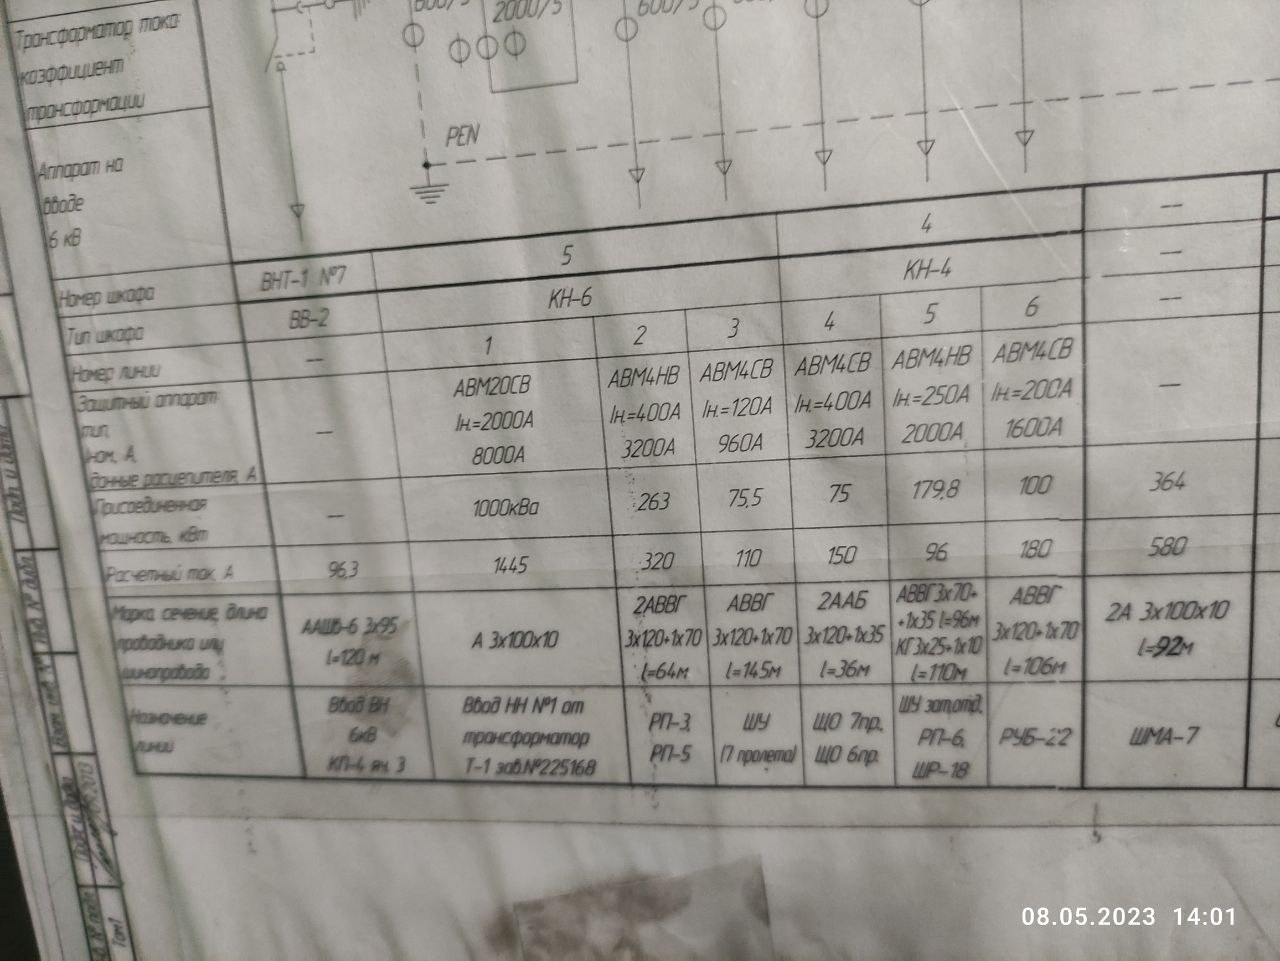 Трансформатор тока
коэффициент
трансформации
600/5
2000/5
600/5
Аппарат на
вводе
6 кВ
PEN
Номер шкафа
ВНТ-1 №7
5
4
—
Тип шкафа
ВВ-2
КН-6
КН-4
—
Номер линии
—
1
2
3
4
5
6
—
Защитный аппарат
тип,
ном, А
данные расцепителя, А
—
АВМ20СВ
Iн.=2000А
8000А
АВМ4НВ
Iн.=400А
3200А
АВМ4СВ
Iн.=120А
960А
АВМ4СВ
Iн.=400А
3200А
АВМ4НВ
Iн.=250А
2000А
АВМ4СВ
Iн.=200А
1600А
—
Присоединенная
мощность, кВт
—
1000кВа
263
75,5
75
179,8
100
364
Расчетный ток, А
96,3
1445
320
110
150
96
180
580
Марка сечение, длина
проводника или
шинопровода
ААШВ-6 3х95
l=120 м
А 3х100х10
2АВВГ
3х120+1х70
l=64м
АВВГ
3х120+1х70
l=145м
2ААБ
3х120+1х35
l=36м
АВВГ3х70+
+1х35 l=96м
КГ3х25+1х10
l=110м
АВВГ
3х120+1х70
l=106м
2А 3х100х10
l=92м
Назначение
линии
Ввод ВН
6кВ
КП-4 яч. 3
Ввод НН №1 от
трансформатор
Т-1 зав.№225168
РП-3,
РП-5
ШУ
(7 пролета)
ЩО 7пр.
ЩО 6пр.
ШУ зат.отд,
РП-6,
ШР-18
РУБ-22
ШМА-7
Подп и дата
Инв № дубл
Взам инв №
Подп и дата
Том1
08.05.2023 14:01